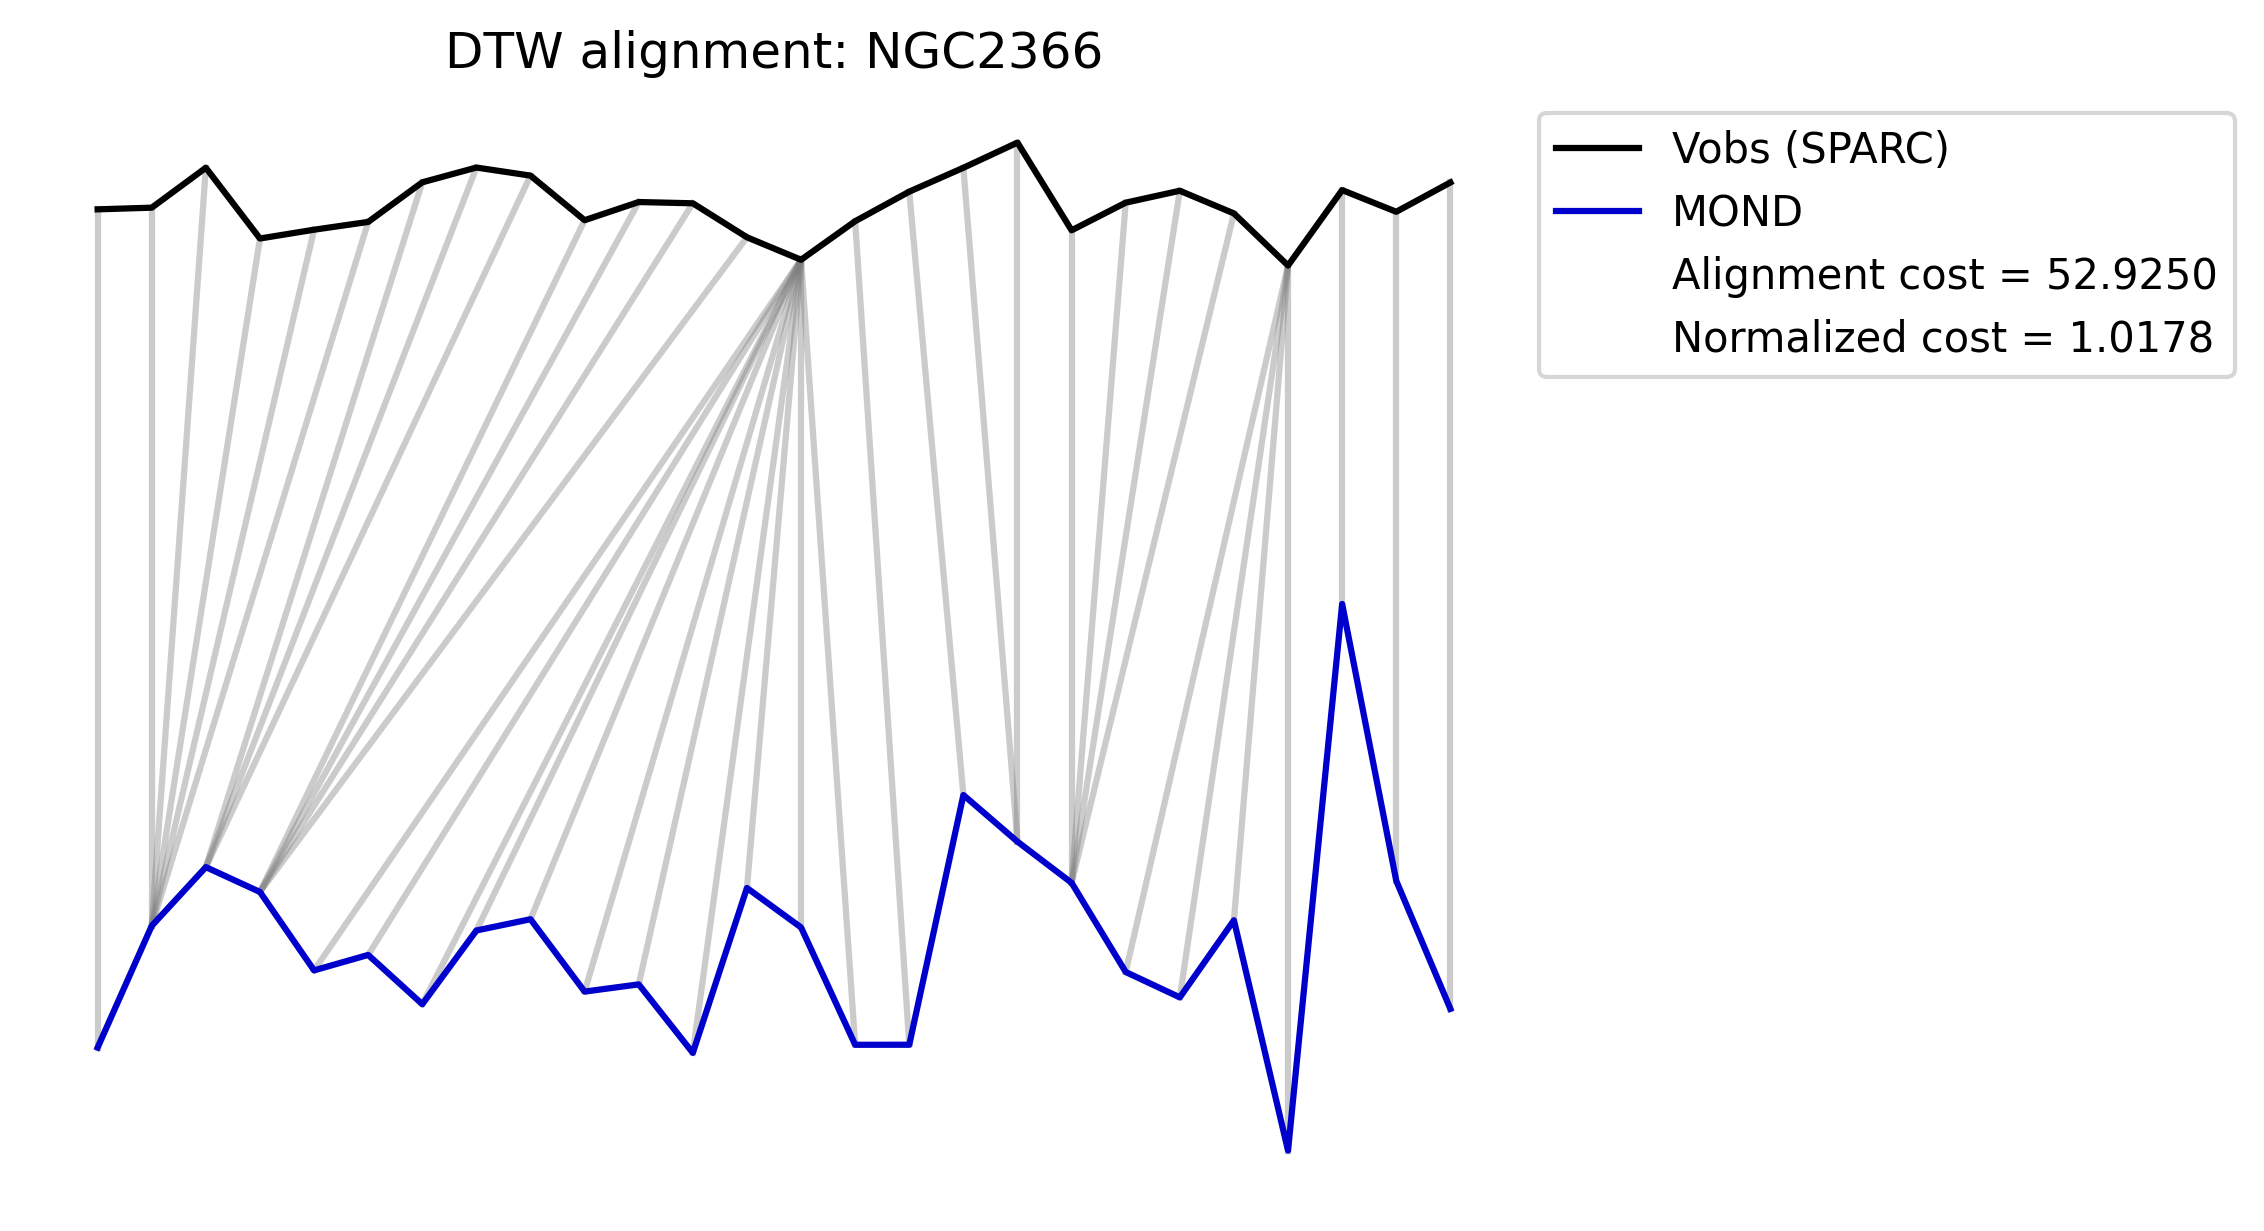 DTW alignment: NGC2366
Vobs (SPARC)
MOND
Alignment cost = 52.9250
Normalized cost = 1.0178